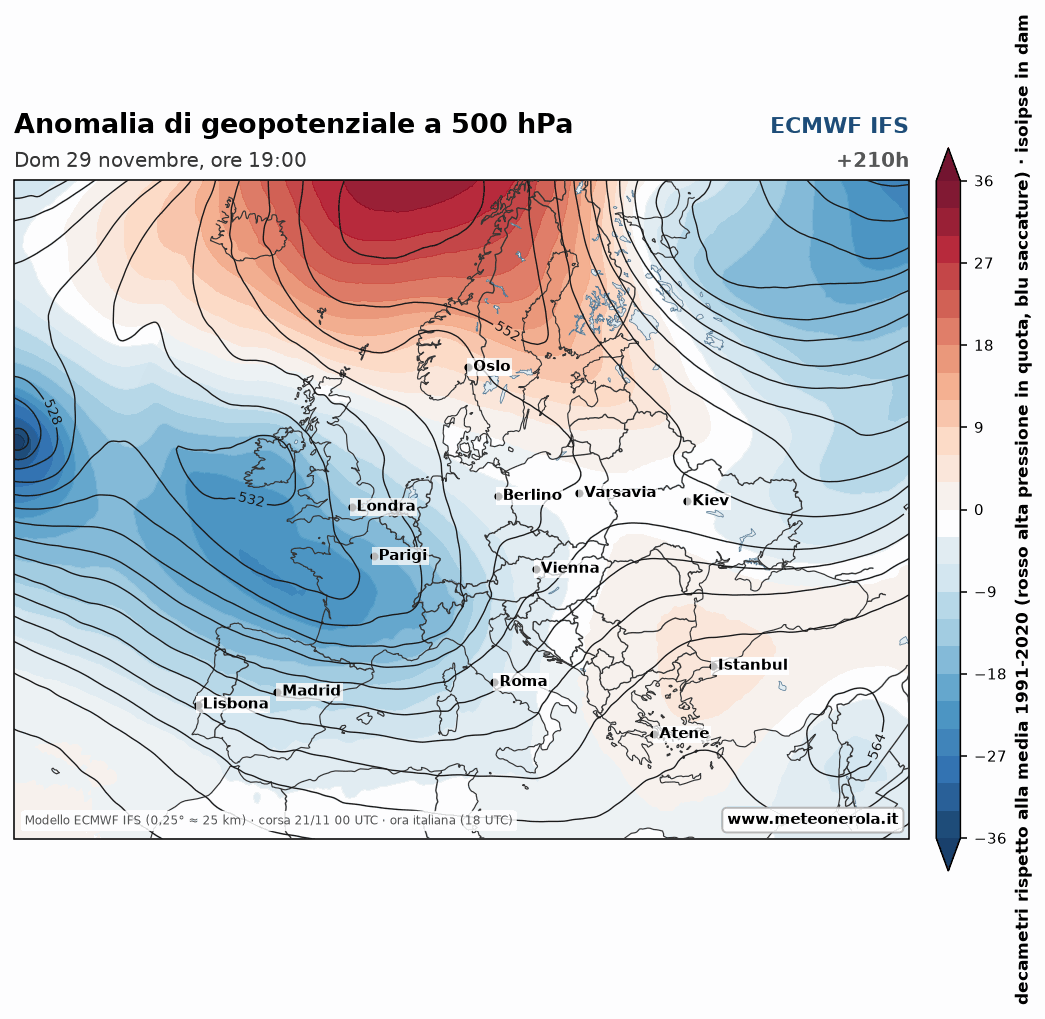 Anomalia di geopotenziale a 500 hPa
ECMWF IFS
Dom 29 novembre, ore 19:00
+210h
552
Oslo
528
532
Londra
Berlino
Varsavia
Kiev
Parigi
Vienna
Istanbul
Roma
Madrid
Lisbona
Atene
564
Modello ECMWF IFS (0,25° ≈ 25 km) · corsa 21/11 00 UTC · ora italiana (18 UTC)
www.meteonerola.it
36
27
18
9
0
−9
−18
−27
−36
decametri rispetto alla media 1991-2020 (rosso alta pressione in quota, blu saccature) · isoipse in dam